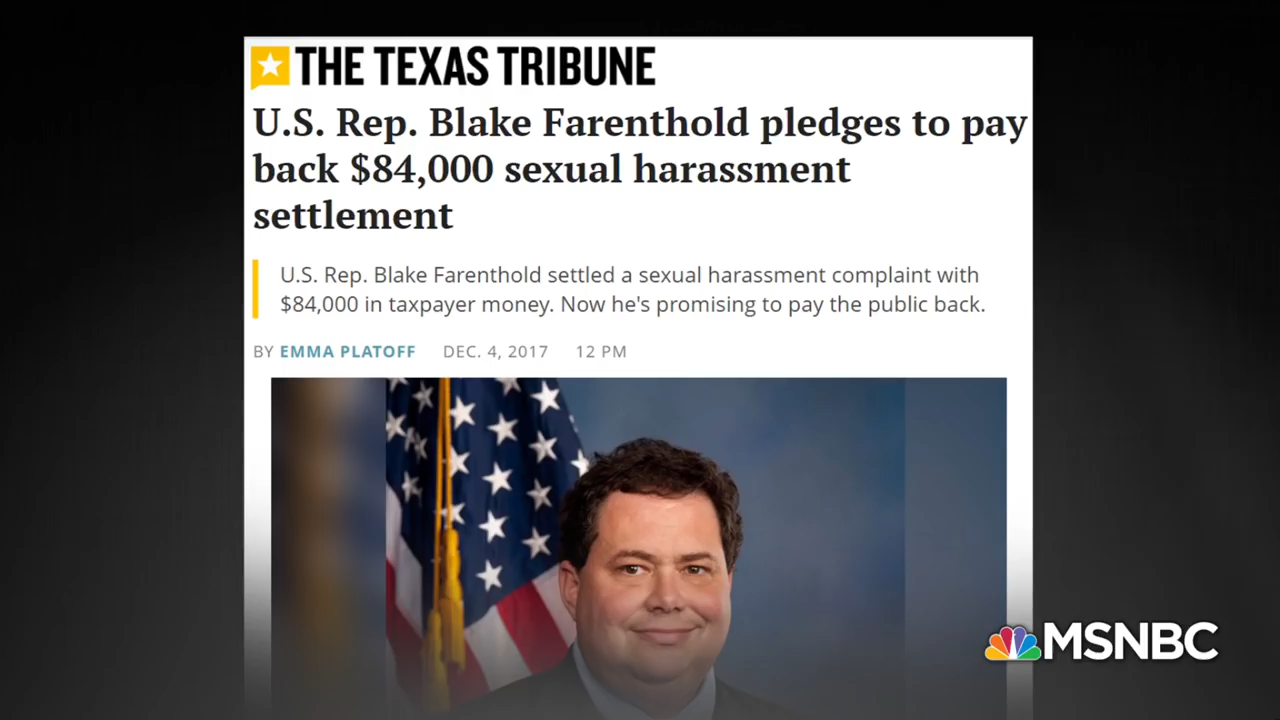 THE TEXAS TRIBUNE
U.S. Rep. Blake Farenthold pledges to pay
back $84,000 sexual harassment
settlement
U.S. Rep. Blake Farenthold settled a sexual harassment complaint with
$84,000 in taxpayer money. Now he's promising to pay the public back.
BY EMMA PLATOFF DEC. 4, 2017 12 PM
MSNBC